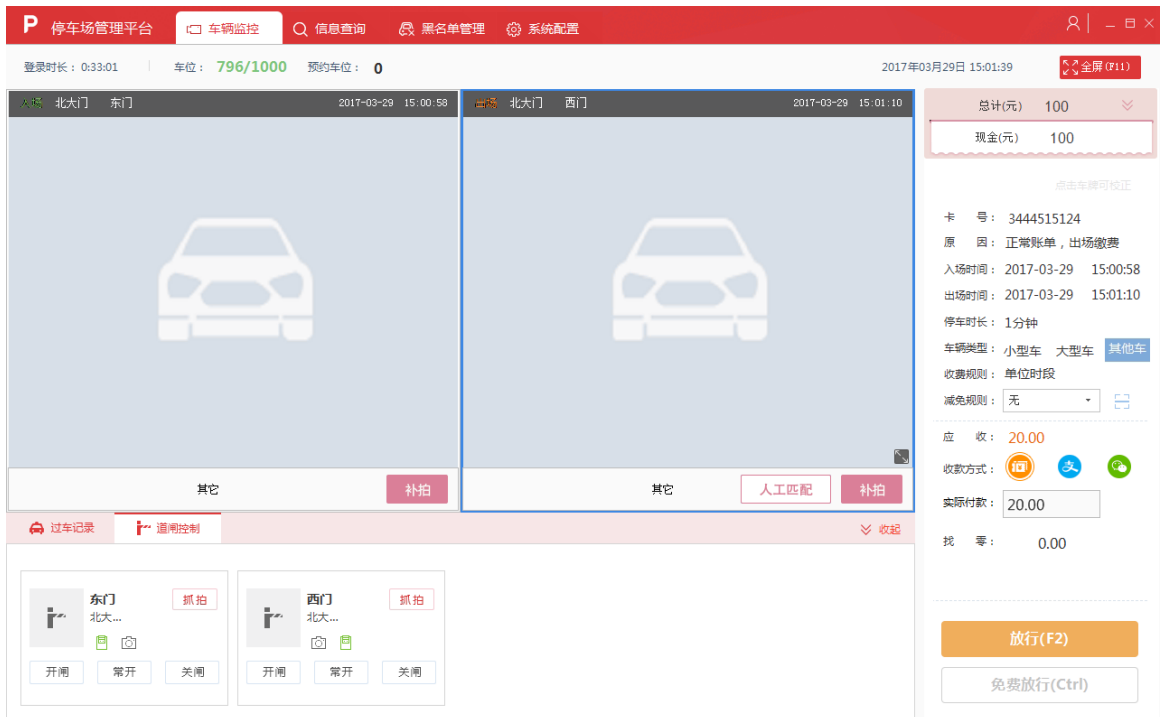 P 停车场管理平台 车辆监控 信息查询 黑名单管理 系统配置
登录时长：0:33:01 车位：796/1000 预约车位：0 2017年03月29日 15:01:39 全屏(F11)
入场 北大门 东门 2017-03-29 15:00:58
出场 北大门 西门 2017-03-29 15:01:10
其它 补拍
其它 人工匹配 补拍
过车记录 道闸控制 收起
东门 抓拍
北大...
开闸 常开 关闸
西门 抓拍
北大...
开闸 常开 关闸
总计(元) 100
现金(元) 100
点击车牌可校正
卡 号：3444515124
原 因：正常账单，出场缴费
入场时间：2017-03-29 15:00:58
出场时间：2017-03-29 15:01:10
停车时长：1分钟
车辆类型：小型车 大型车 其他车
收费规则：单位时段
减免规则：无
应 收：20.00
收款方式： 支
实际付款：20.00
找 零：0.00
放行(F2)
免费放行(Ctrl)